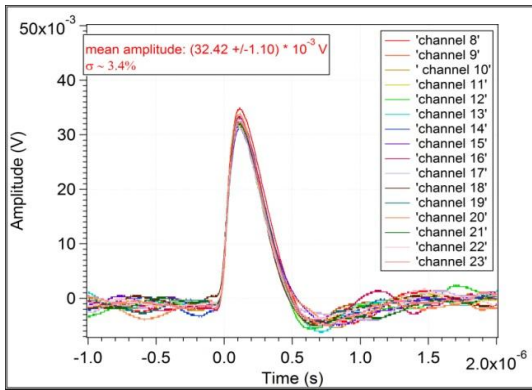 50x10⁻³
mean amplitude: (32.42 +/-1.10) * 10⁻³ V
σ ~ 3.4%
40
30
20
10
0
Amplitude (V)
'channel 8'
'channel 9'
' channel 10'
'channel 11'
'channel 12'
'channel 13'
'channel 14'
'channel 15'
'channel 16'
'channel 17'
'channel 18'
'channel 19'
'channel 20'
'channel 21'
'channel 22'
'channel 23'
-1.0 -0.5 0.0 0.5 1.0 1.5 2.0x10⁻⁶
Time (s)